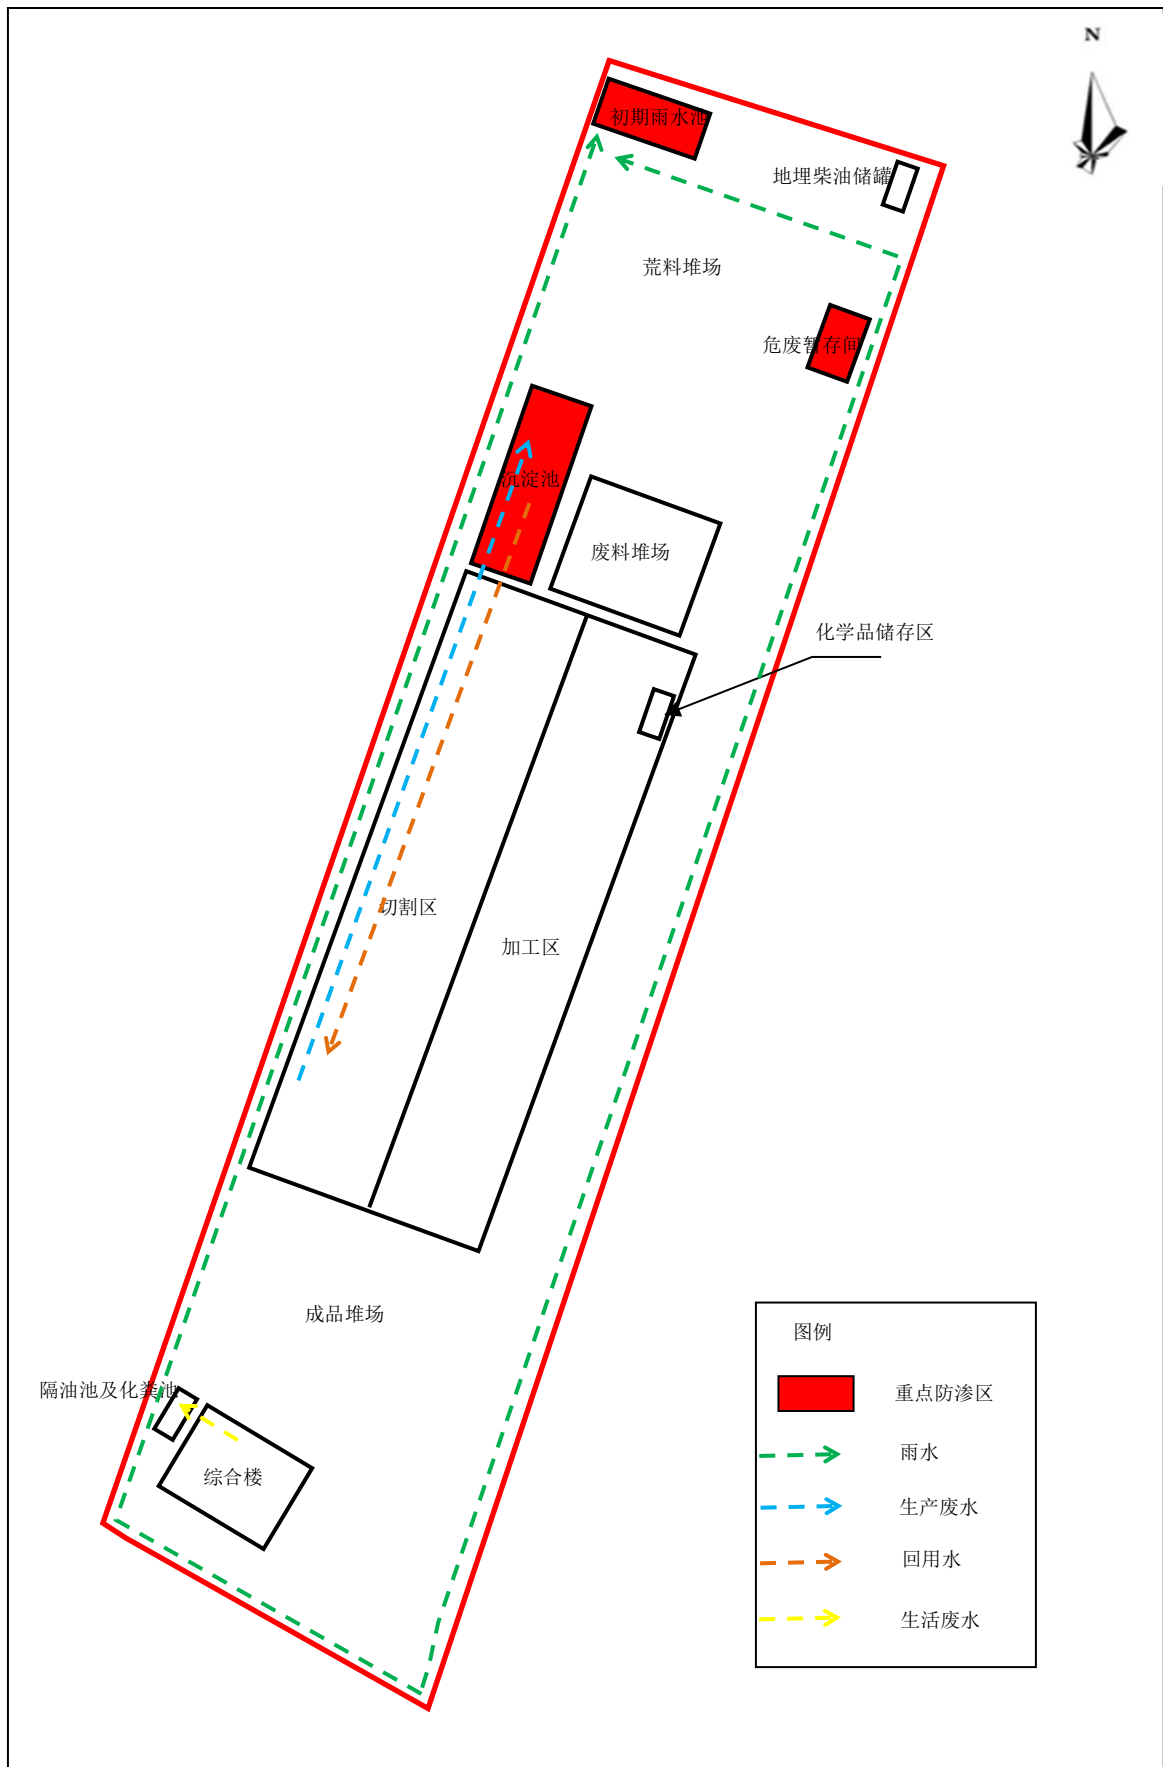 N
初期雨水池
地埋柴油储罐
荒料堆场
危废暂存间
沉淀池
废料堆场
化学品储存区
切割区
加工区
成品堆场
隔油池及化粪池
综合楼
图例
重点防渗区
雨水
生产废水
回用水
生活废水